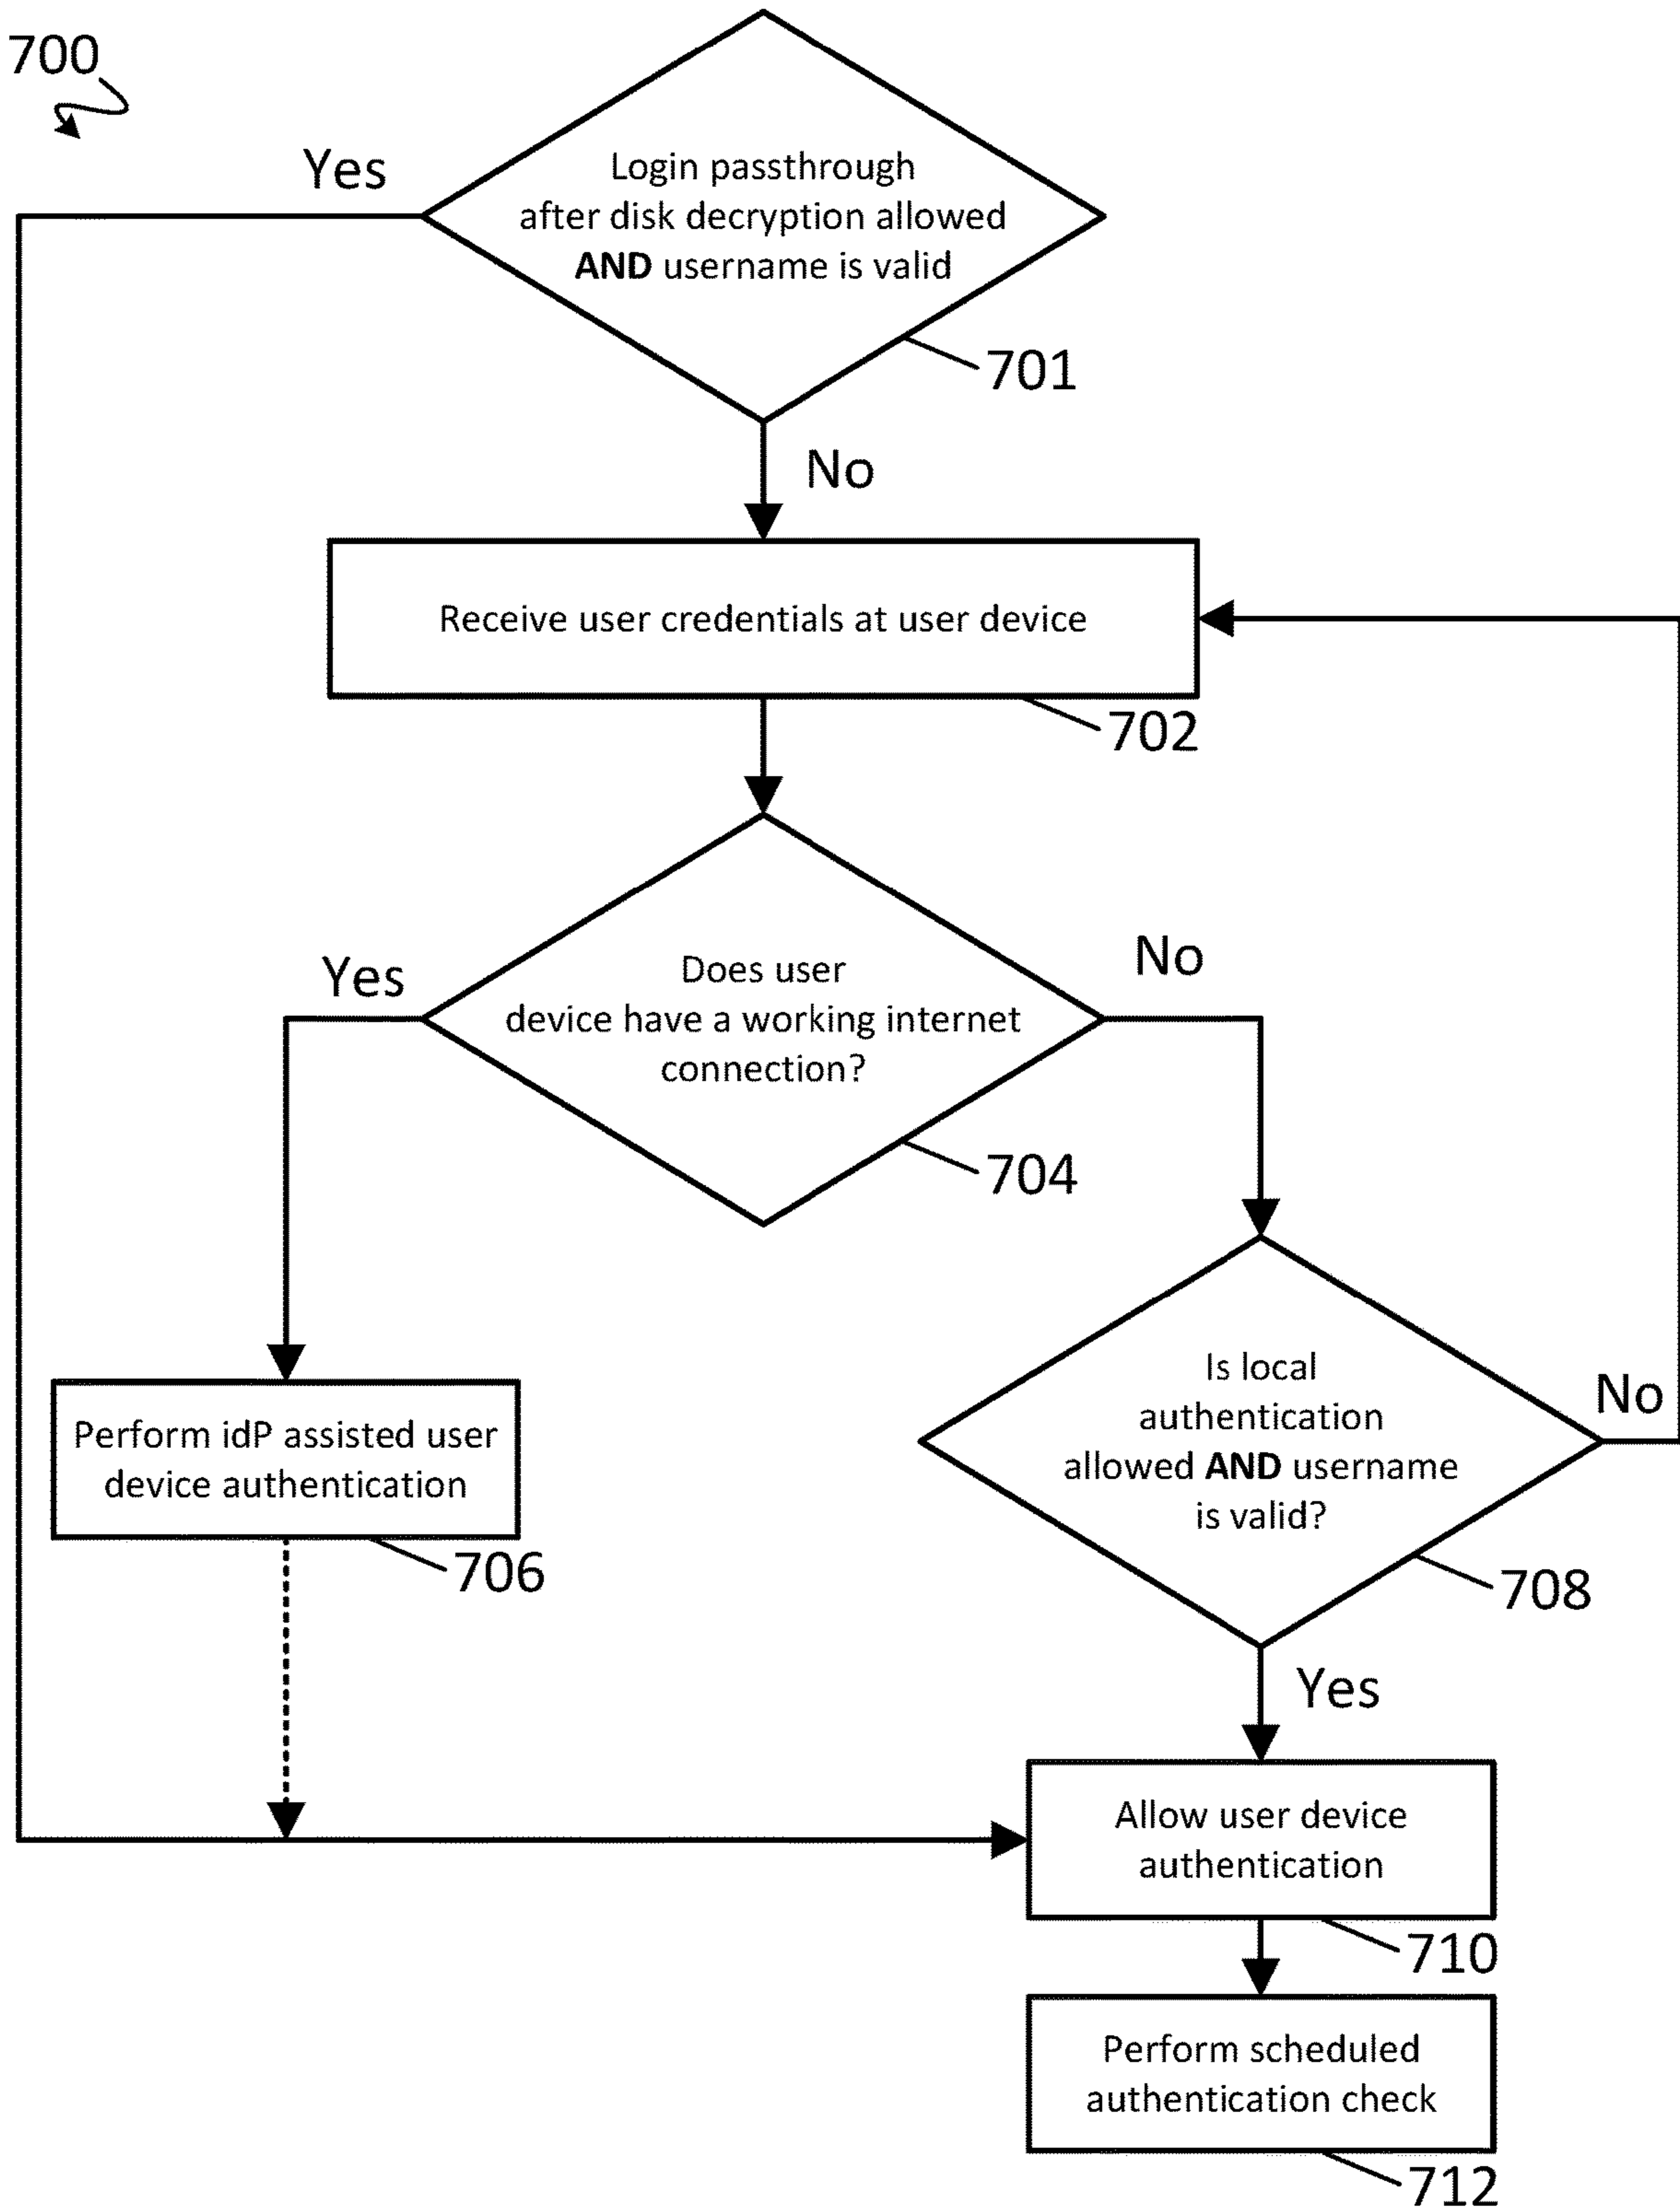 700
Yes
Login passthrough
after disk decryption allowed
AND username is valid
701
No
Receive user credentials at user device
702
Yes
Does user
device have a working internet
connection?
No
704
Perform idP assisted user
device authentication
706
Is local
authentication
allowed AND username
is valid?
No
708
Yes
Allow user device
authentication
710
Perform scheduled
authentication check
712